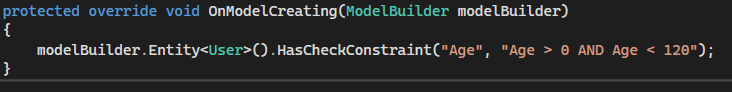 protected override void OnModelCreating(ModelBuilder modelBuilder)
{
    modelBuilder.Entity<User>().HasCheckConstraint("Age", "Age > 0 AND Age < 120");
}